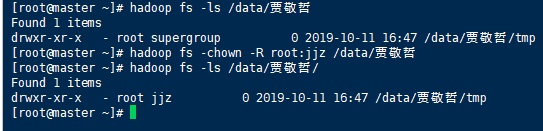 [root@master ~]# hadoop fs -ls /data/贾敬哲
Found 1 items
drwxr-xr-x   - root supergroup          0 2019-10-11 16:47 /data/贾敬哲/tmp
[root@master ~]# hadoop fs -chown -R root:jjz /data/贾敬哲
[root@master ~]# hadoop fs -ls /data/贾敬哲/
Found 1 items
drwxr-xr-x   - root jjz          0 2019-10-11 16:47 /data/贾敬哲/tmp
[root@master ~]#